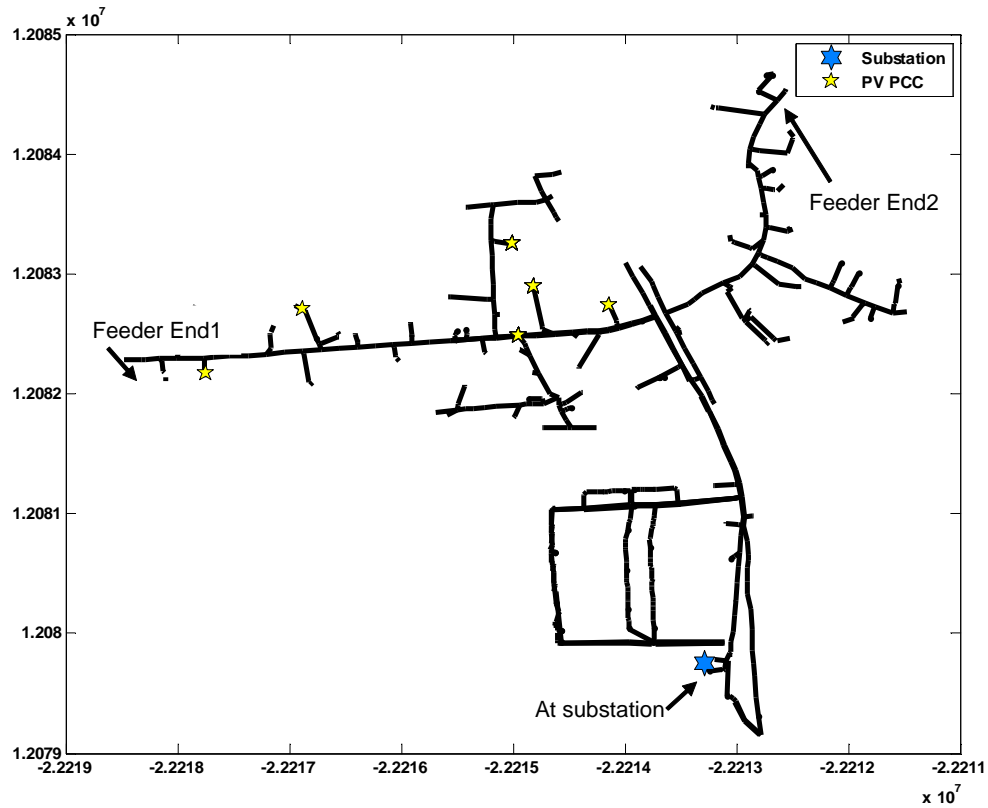 x 10^7
1.2085
1.2084
1.2083
1.2082
1.2081
1.208
1.2079
Substation
PV PCC
Feeder End2
Feeder End1
At substation
-2.2219
-2.2218
-2.2217
-2.2216
-2.2215
-2.2214
-2.2213
-2.2212
-2.2211
x 10^7